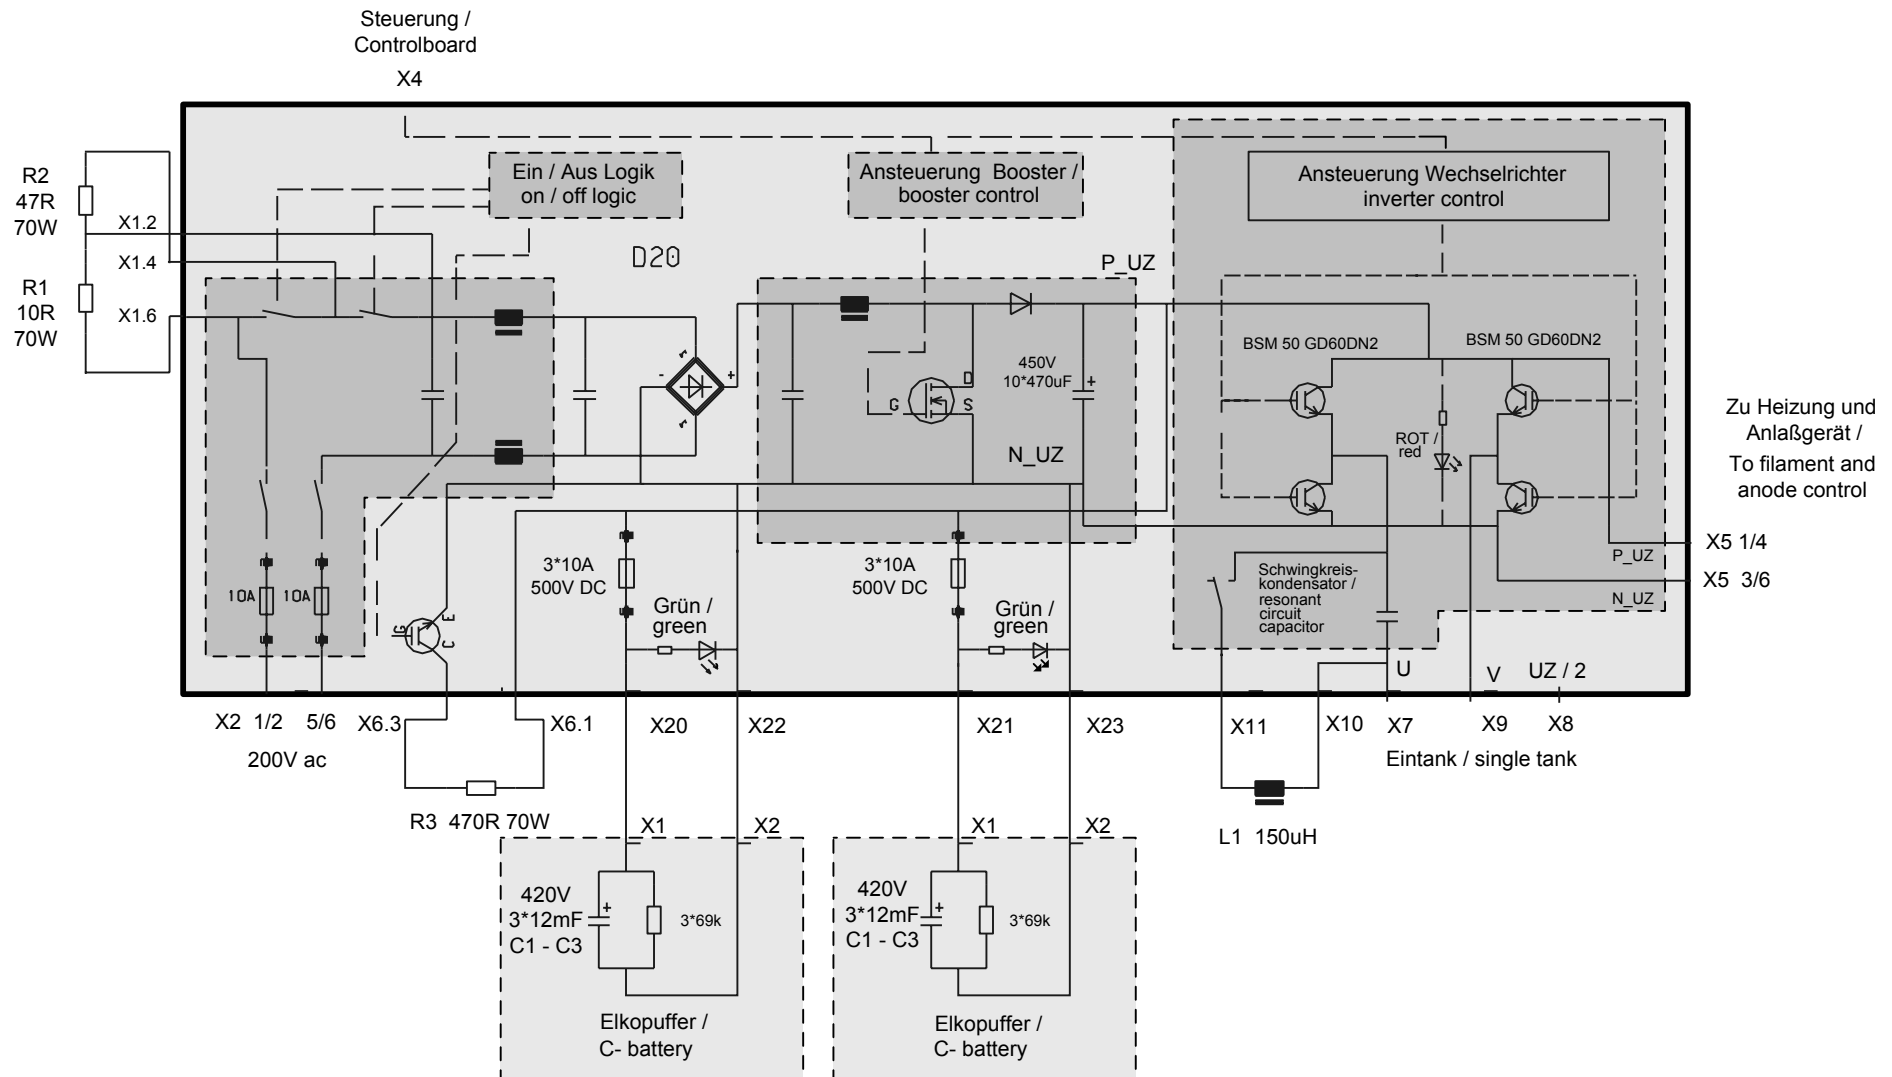 Steuerung /
Controlboard
X4
R2
47R
70W
X1.2
X1.4
R1
10R
70W
X1.6
Ein / Aus Logik
on / off logic
Ansteuerung Booster /
booster control
Ansteuerung Wechselrichter
inverter control
D20
P_UZ
-
+
450V
10*470uF
+
D
G
S
N_UZ
BSM 50 GD60DN2
BSM 50 GD60DN2
ROT /
red
Zu Heizung und
Anlaßgerät /
To filament and
anode control
X5 1/4
P_UZ
X5 3/6
N_UZ
10A
10A
G
E
C
3*10A
500V DC
Grün /
green
3*10A
500V DC
Grün /
green
Schwingkreis-
kondensator /
resonant
circuit
capacitor
U
V
UZ / 2
X2 1/2
5/6
X6.3
X6.1
X20
X22
X21
X23
X11
X10
X7
X9
X8
200V ac
Eintank / single tank
R3 470R 70W
L1 150uH
X1
X2
X1
X2
420V
3*12mF
C1 - C3
+
3*69k
420V
3*12mF
C1 - C3
+
3*69k
Elkopuffer /
C- battery
Elkopuffer /
C- battery